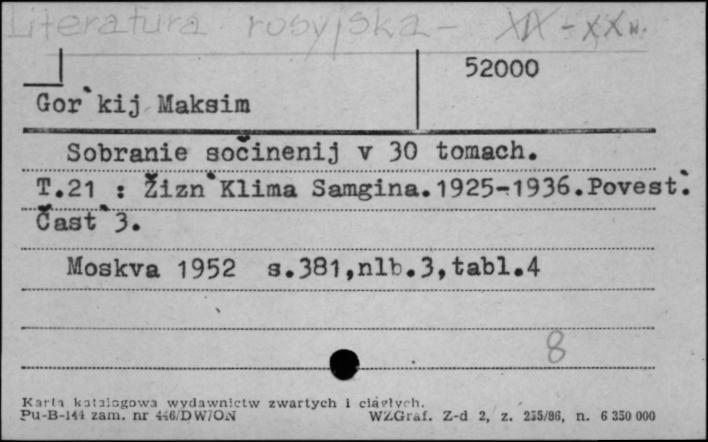 Literatura rosyjska - XIX - XX w.
52000
Gor`kij Maksim
Sobranie sočinenij v 30 tomach.
T.21 : Žizn`Klima Samgina.1925-1936.Povest`.
Čast`3.
Moskva 1952 s.381,nlb.3,tabl.4
8
Karta katalogowa wydawnictw zwartych i ciągłych.
Pu-B-144 zam. nr 446/DW/ON WZGraf. Z-d 2, z. 235/86, n. 6 350 000